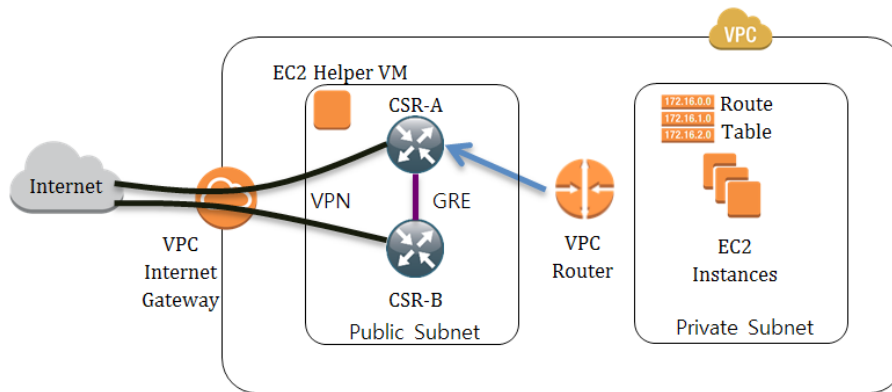 VPC
EC2 Helper VM
CSR-A
172.16.0.0
172.16.1.0
172.16.2.0
Route
Table
Internet
VPN
GRE
VPC
Internet
Gateway
VPC
Router
EC2
Instances
CSR-B
Public Subnet
Private Subnet